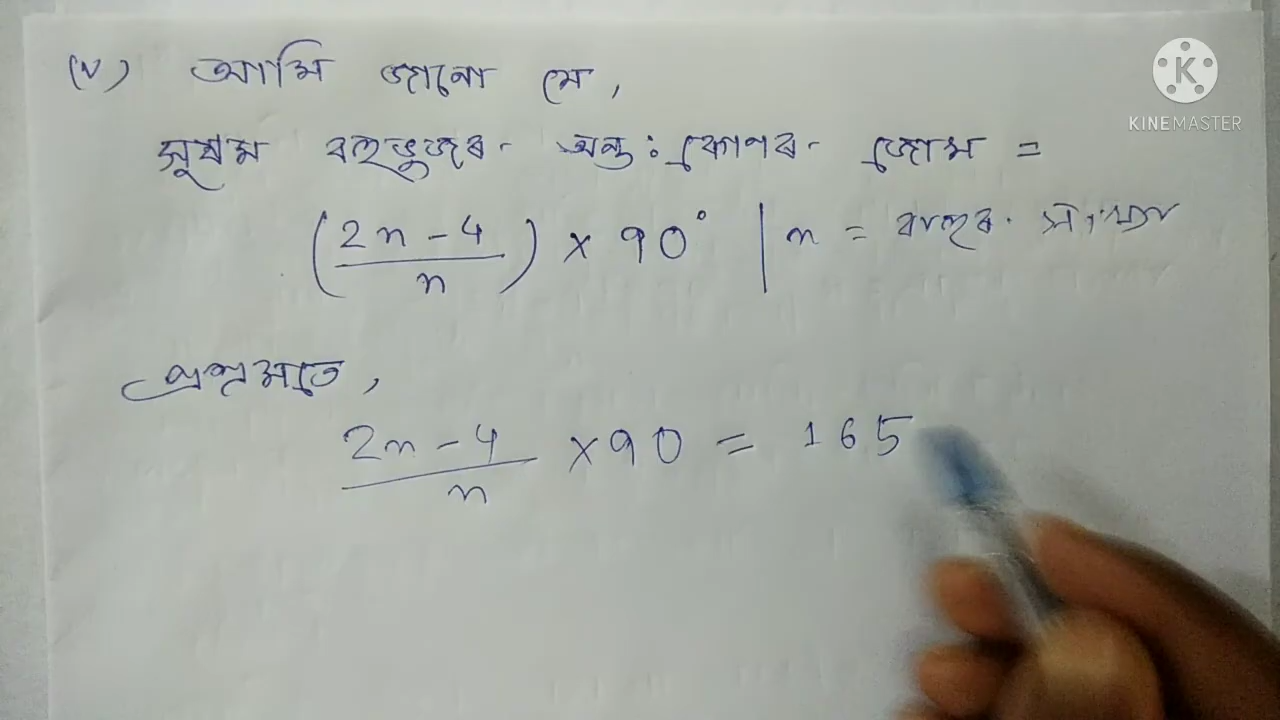 (v) আমি জানো যে,
KINEMASTER
সুষম বহুভুজৰ অন্তঃকোণৰ জোখ =
(2n - 4 / n) × 90° | n = বাহুৰ সংখ্যা
প্ৰশ্নমতে,
2n - 4 / n × 90 = 165